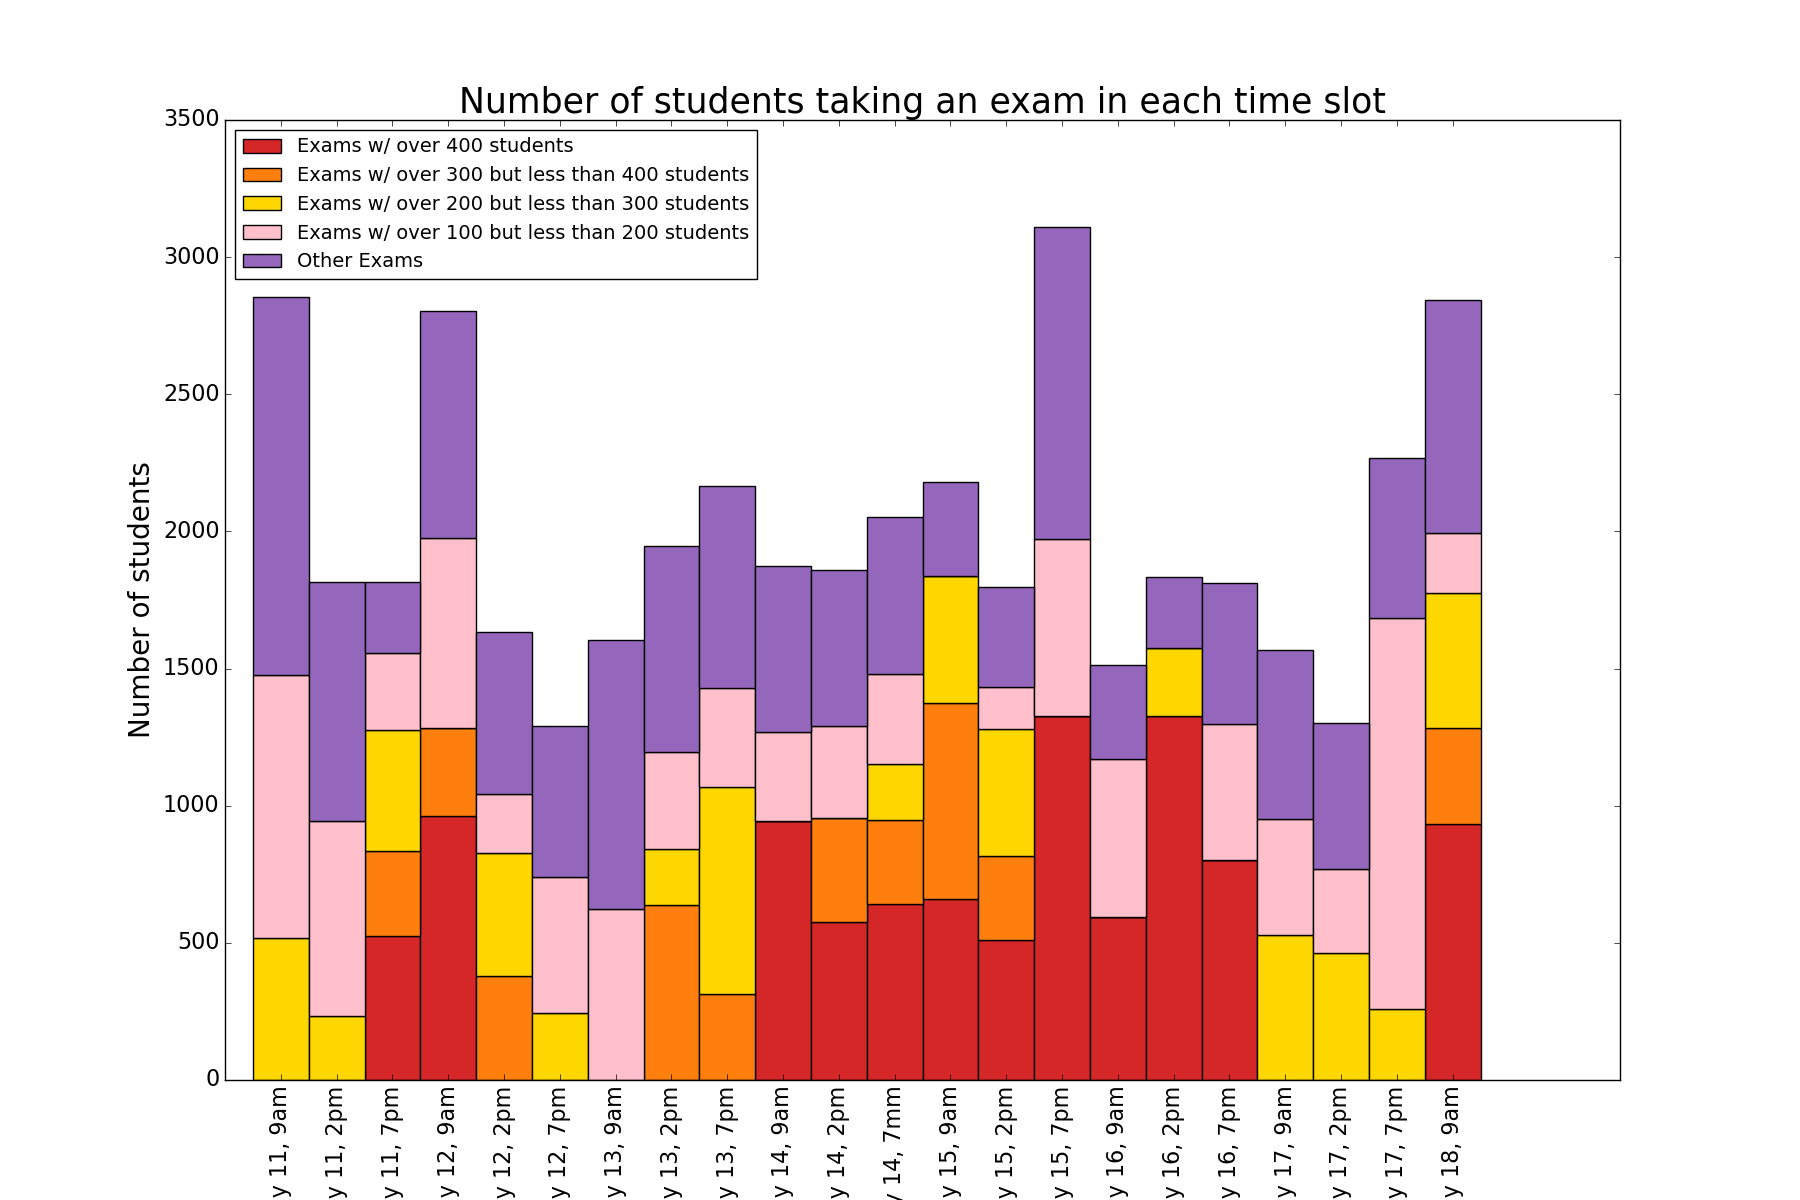 Number of students taking an exam in each time slot
Exams w/ over 400 students
Exams w/ over 300 but less than 400 students
Exams w/ over 200 but less than 300 students
Exams w/ over 100 but less than 200 students
Other Exams
3500
3000
2500
2000
1500
1000
500
0
Number of students
y 11, 9am
y 11, 2pm
y 11, 7pm
y 12, 9am
y 12, 2pm
y 12, 7pm
y 13, 9am
y 13, 2pm
y 13, 7pm
y 14, 9am
y 14, 2pm
y 14, 7mm
y 15, 9am
y 15, 2pm
y 15, 7pm
y 16, 9am
y 16, 2pm
y 16, 7pm
y 17, 9am
y 17, 2pm
y 17, 7pm
y 18, 9am